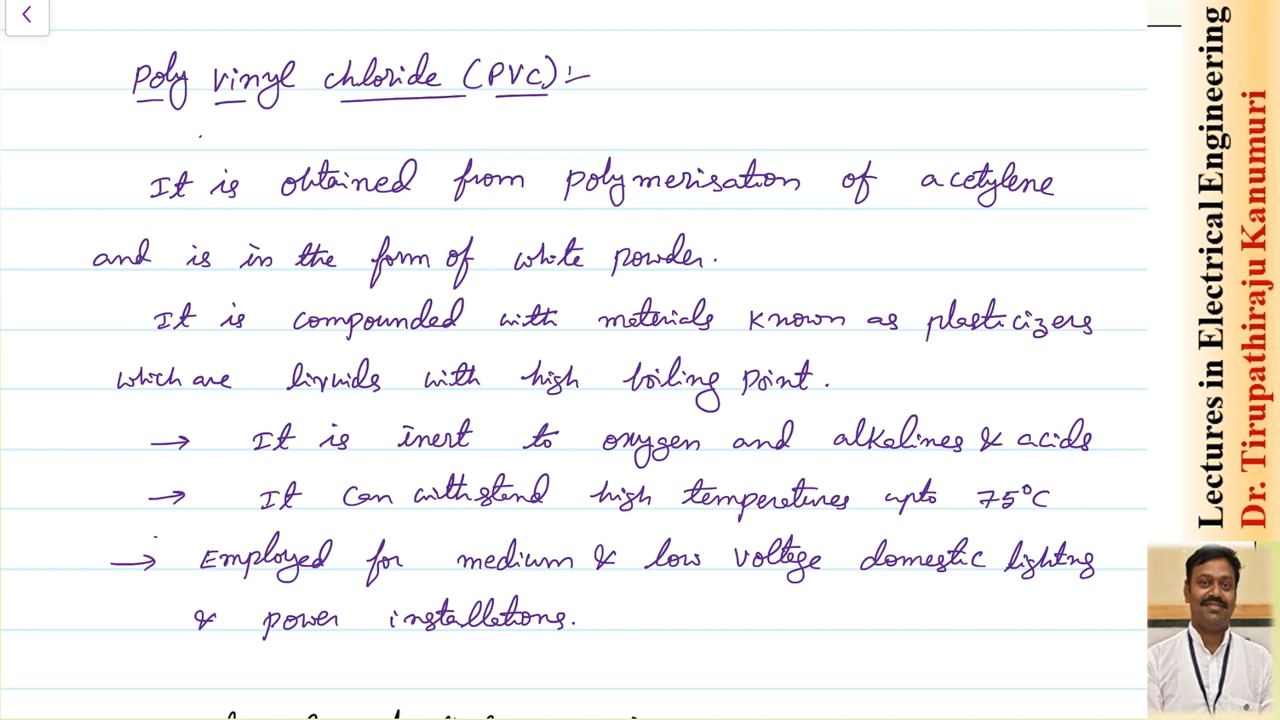 Poly vinyl chloride (PVC):-
It is obtained from polymerisation of acetylene
and is in the form of white powder.
It is compounded with materials known as plasticizers
which are liquids with high boiling point.
→ It is inert to oxygen and alkalines & acids
→ It can withstand high temperatures upto 75°C
→ Employed for medium & low voltage domestic lighting
& power installations.
Lectures in Electrical Engineering
Dr. Tirupathiraju Kanumuri